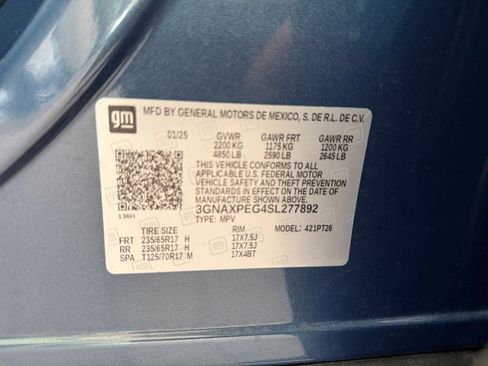 gm
MFD BY GENERAL MOTORS DE MEXICO, S. DE R.L. DE C.V.
01/25 GVWR GAWR FRT GAWR RR
2200 KG 1175 KG 1200 KG
4850 LB 2590 LB 2645 LB
THIS VEHICLE CONFORMS TO ALL
APPLICABLE U.S. FEDERAL MOTOR
VEHICLE SAFETY AND THEFT PREVENTION
STANDARDS IN EFFECT ON THE DATE OF
MANUFACTURE SHOWN ABOVE.
3GNAXPEG4SL277892
136H TYPE: MPV MODEL: 421PT26
TIRE SIZE RIM
FRT 235/65R17 H 17X7.5J
RR 235/65R17 H 17X7.5J
SPA T125/70R17 M 17X4BT